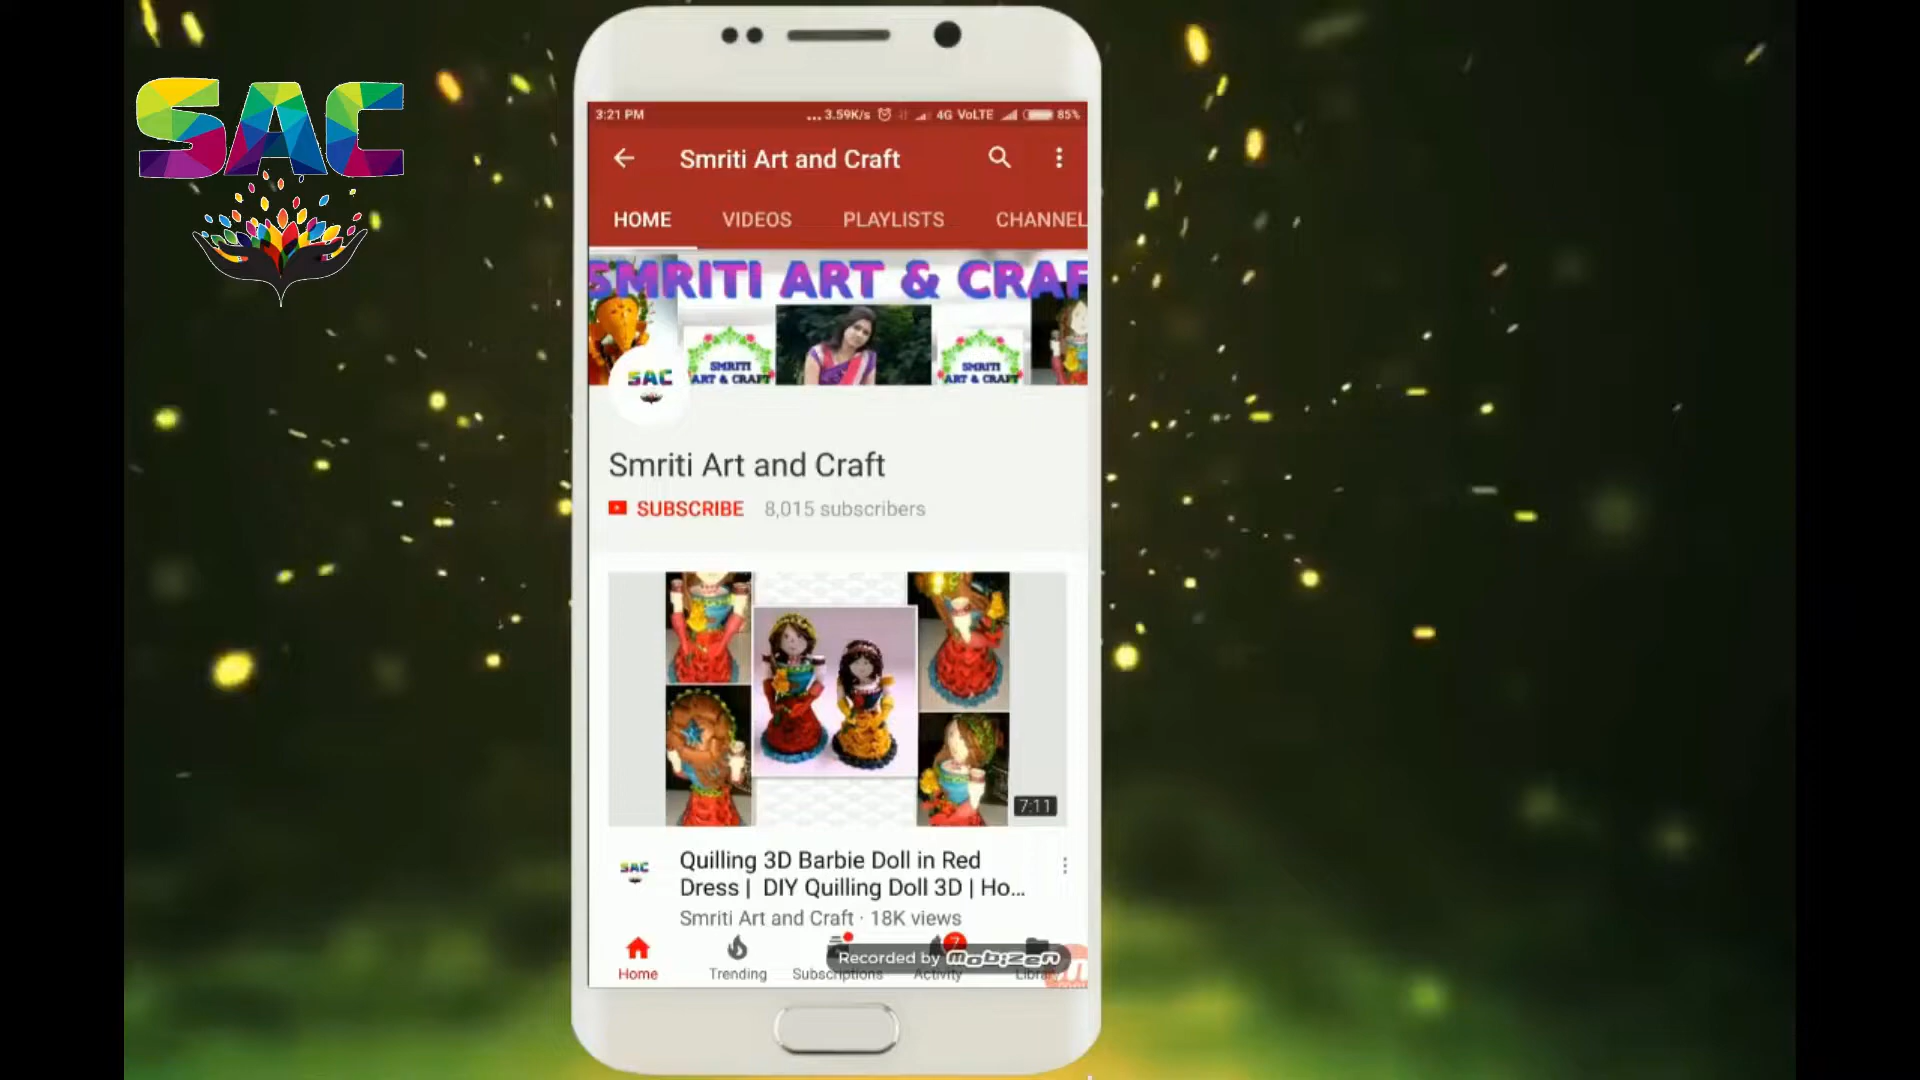 SAC
3:21 PM ... 3.59K/s 4G VoLTE 85%
Smriti Art and Craft
HOME VIDEOS PLAYLISTS CHANNEL
SMRITI ART & CRAF
SMRITI
ART & CRAFT
SMRITI
ART & CRAFT
SAC
Smriti Art and Craft
SUBSCRIBE 8,015 subscribers
7:11
SAC
Quilling 3D Barbie Doll in Red
Dress | DIY Quilling Doll 3D | Ho...
Smriti Art and Craft · 18K views
7
Recorded by mobizen
Home Trending Subscriptions Activity Library